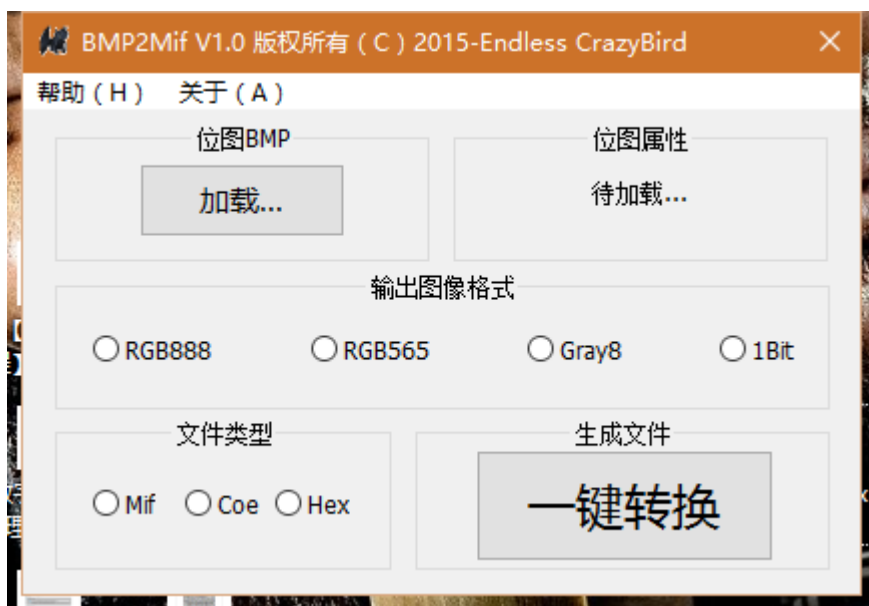 BMP2Mif V1.0 版权所有（C）2015-Endless CrazyBird
帮助（H） 关于（A）
位图BMP
加载...
位图属性
待加载...
输出图像格式
RGB888 RGB565 Gray8 1Bit
文件类型
Mif Coe Hex
生成文件
一键转换